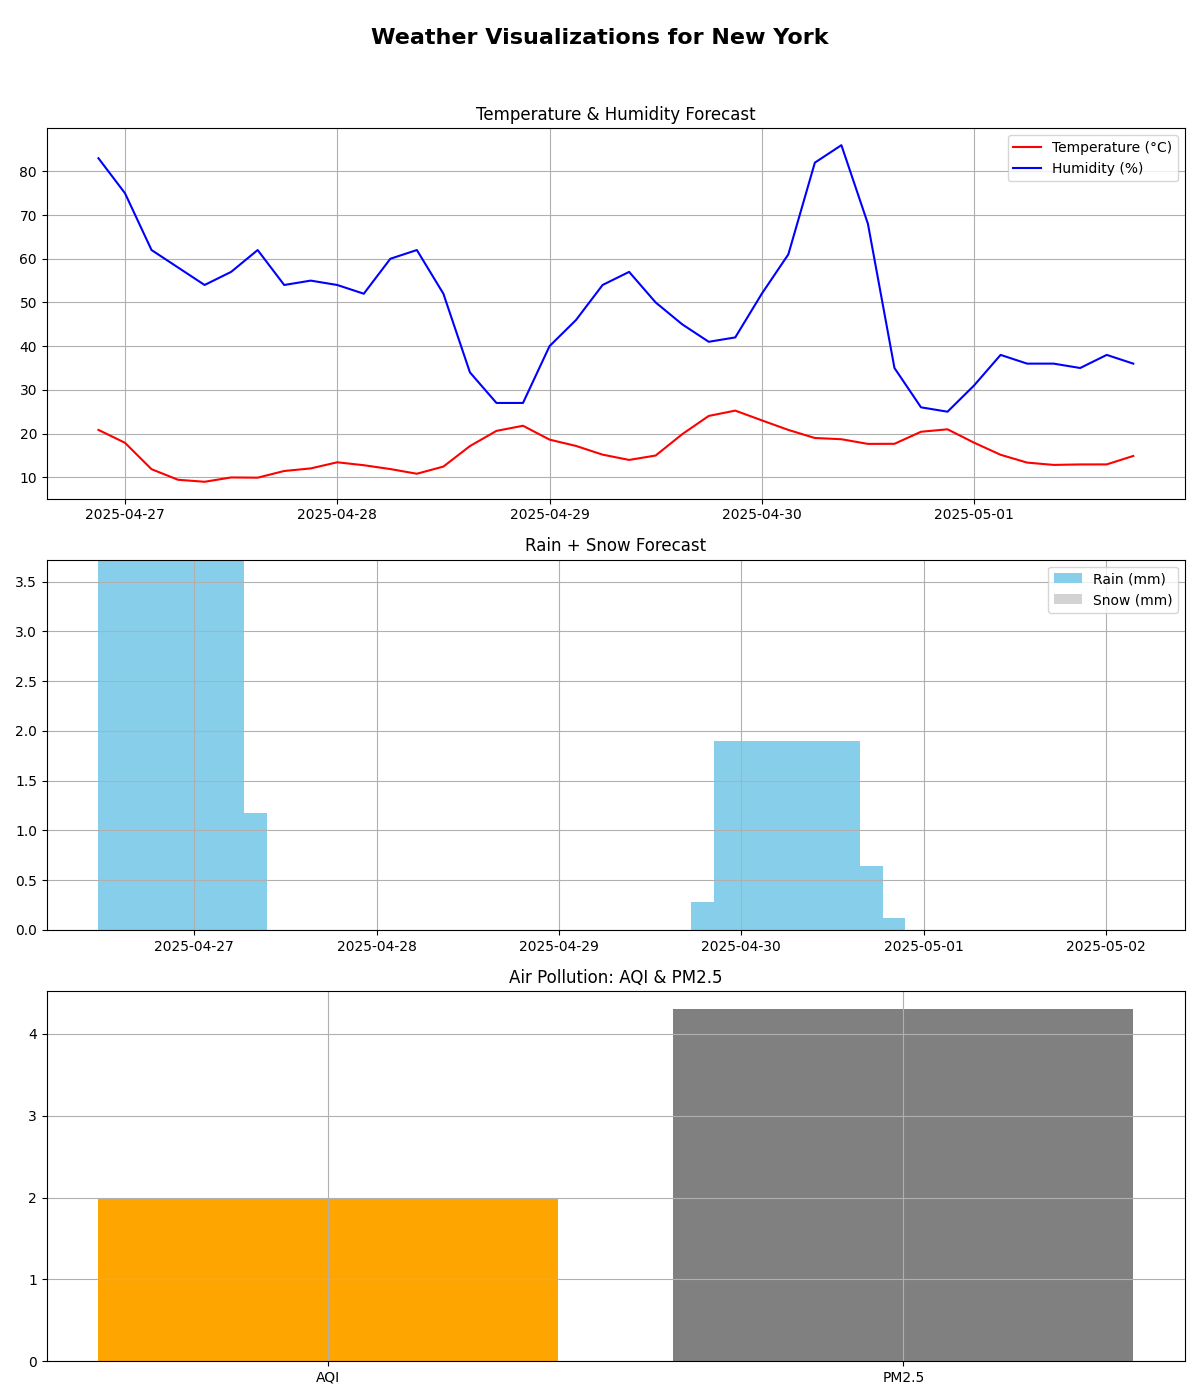 Weather Visualizations for New York
Temperature & Humidity Forecast
Temperature (°C)
Humidity (%)
80
70
60
50
40
30
20
10
2025-04-27 2025-04-28 2025-04-29 2025-04-30 2025-05-01
Rain + Snow Forecast
Rain (mm)
Snow (mm)
3.5
3.0
2.5
2.0
1.5
1.0
0.5
0.0
2025-04-27 2025-04-28 2025-04-29 2025-04-30 2025-05-01 2025-05-02
Air Pollution: AQI & PM2.5
4
3
2
1
0
AQI PM2.5